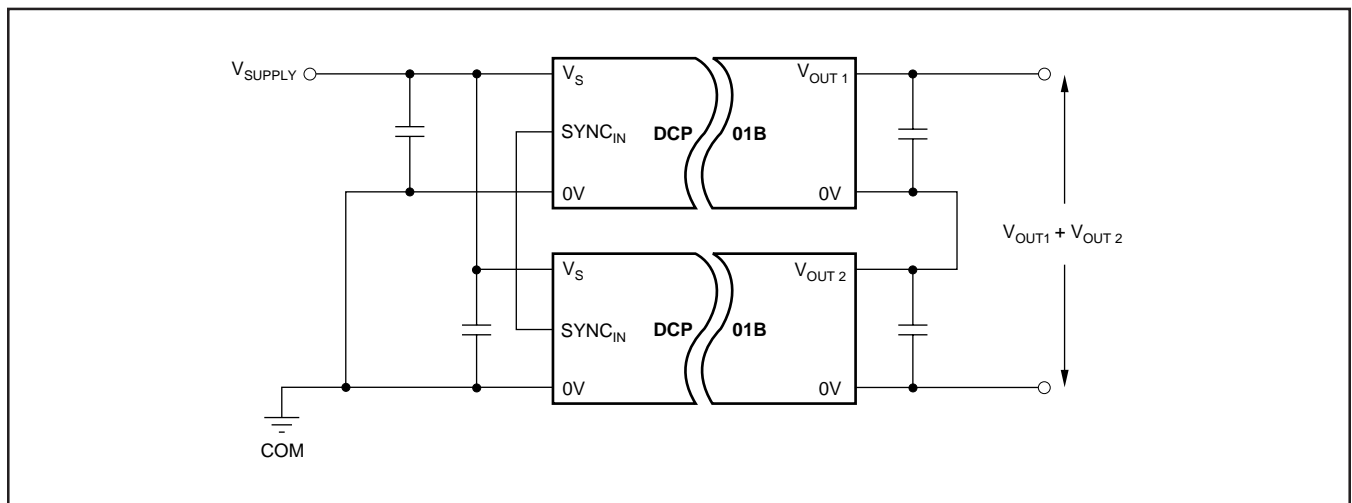 V_SUPPLY
V_S
V_OUT 1
SYNC_IN
DCP
01B
0V
0V
V_OUT1 + V_OUT 2
V_S
V_OUT 2
SYNC_IN
DCP
01B
0V
0V
COM